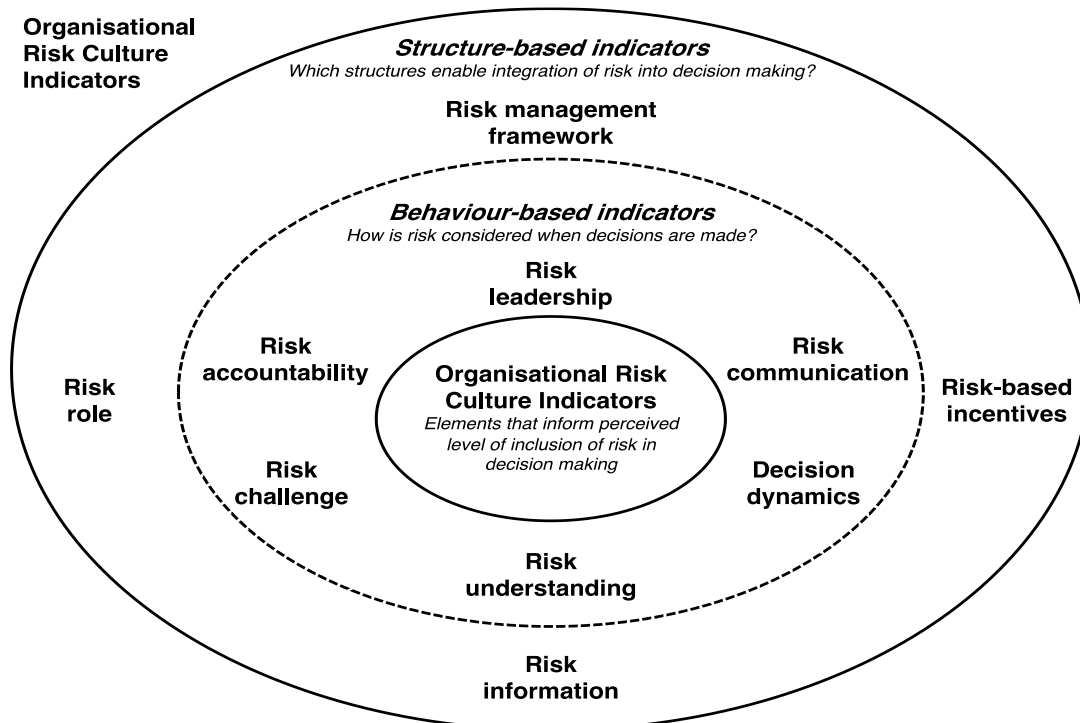 Organisational
Risk Culture
Indicators
Structure-based indicators
Which structures enable integration of risk into decision making?
Risk management
framework
Behaviour-based indicators
How is risk considered when decisions are made?
Risk
leadership
Risk
accountability
Risk
communication
Risk
role
Organisational Risk
Culture Indicators
Elements that inform perceived
level of inclusion of risk in
decision making
Risk-based
incentives
Risk
challenge
Decision
dynamics
Risk
understanding
Risk
information